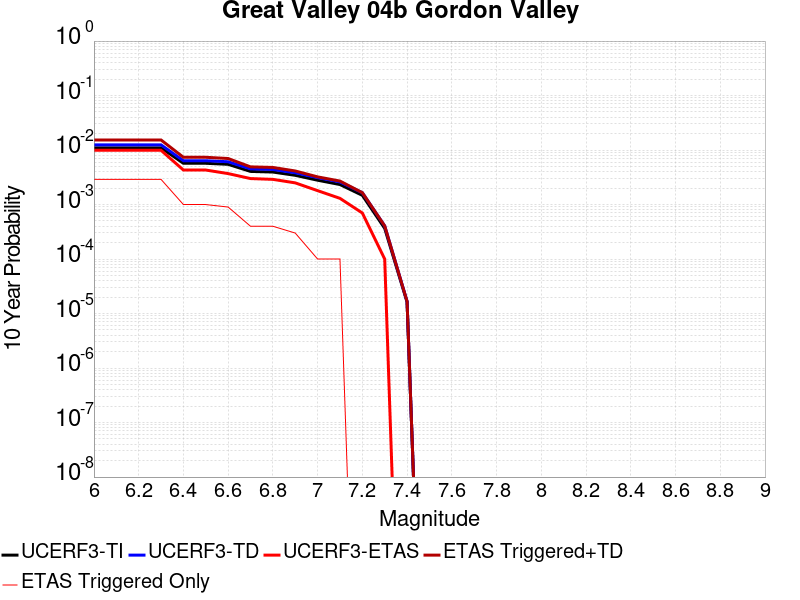 Great Valley 04b Gordon Valley
10 0
10 -1
10 -2
10 -3
10 -4
10 -5
10 -6
10 -7
10 -8
10 Year Probability
6 6.2 6.4 6.6 6.8 7 7.2 7.4 7.6 7.8 8 8.2 8.4 8.6 8.8 9
Magnitude
UCERF3-TI UCERF3-TD UCERF3-ETAS ETAS Triggered+TD
ETAS Triggered Only